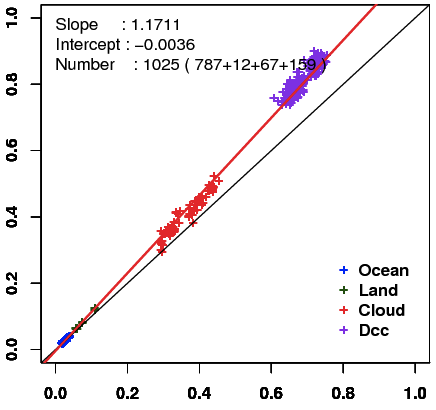 Slope : 1.1711
Intercept : −0.0036
Number : 1025 ( 787+12+67+159 )
1.0
0.8
0.6
0.4
0.2
0.0
Ocean
Land
Cloud
Dcc
0.0 0.2 0.4 0.6 0.8 1.0